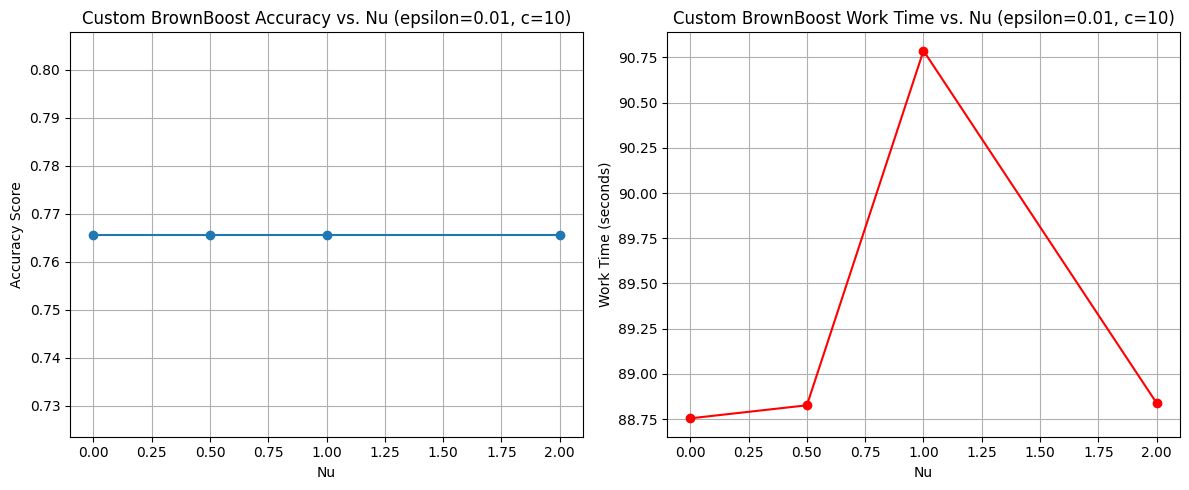 Custom BrownBoost Accuracy vs. Nu (epsilon=0.01, c=10)
Accuracy Score
0.80
0.79
0.78
0.77
0.76
0.75
0.74
0.73
0.00 0.25 0.50 0.75 1.00 1.25 1.50 1.75 2.00
Nu
Custom BrownBoost Work Time vs. Nu (epsilon=0.01, c=10)
Work Time (seconds)
90.75
90.50
90.25
90.00
89.75
89.50
89.25
89.00
88.75
0.00 0.25 0.50 0.75 1.00 1.25 1.50 1.75 2.00
Nu